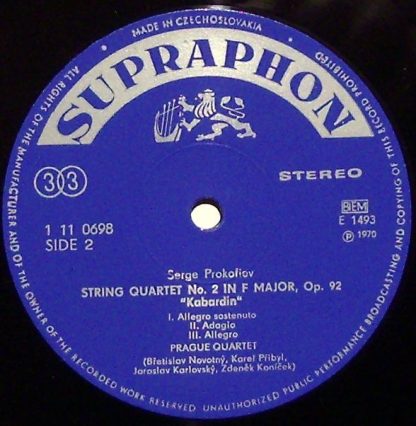 MADE IN CZECHOSLOVAKIA
SUPRAPHON
33
STEREO
1 11 0698
SIDE 2
BIEM
E 1493
Ⓟ 1970
Serge Prokofiov
STRING QUARTET No. 2 IN F MAJOR, Op. 92
"Kabardin"
I. Allegro sostenuto
II. Adagio
III. Allegro
PRAGUE QUARTET
(Břetislav Novotný, Karel Přibyl,
Jaroslav Karlovský, Zdeněk Koníček)
ALL RIGHTS OF THE MANUFACTURER AND OF THE OWNER OF THE RECORDED WORK RESERVED UNAUTHORIZED PUBLIC PERFORMANCE BROADCASTING AND COPYING OF THIS RECORD PROHIBITED